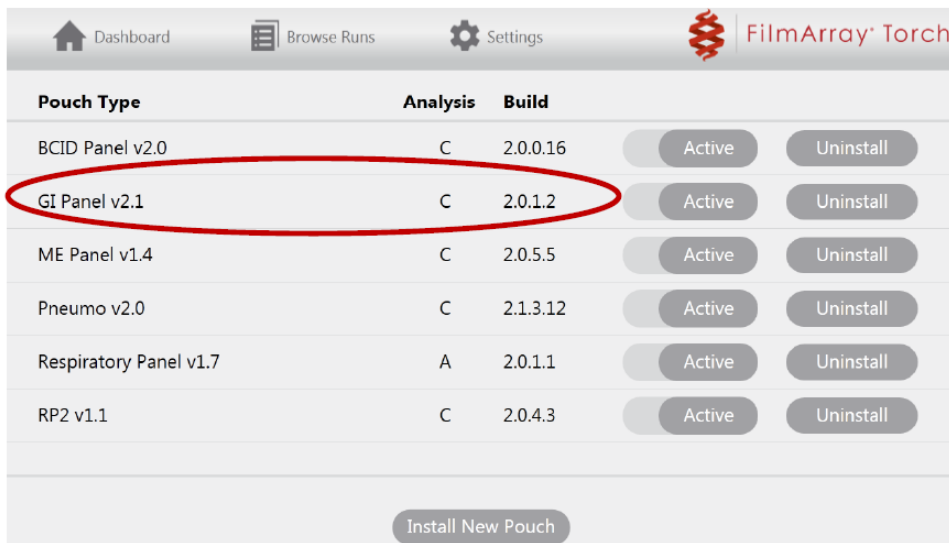 Dashboard Browse Runs Settings FilmArray® Torch
Pouch Type Analysis Build
BCID Panel v2.0 C 2.0.0.16 Active Uninstall
GI Panel v2.1 C 2.0.1.2 Active Uninstall
ME Panel v1.4 C 2.0.5.5 Active Uninstall
Pneumo v2.0 C 2.1.3.12 Active Uninstall
Respiratory Panel v1.7 A 2.0.1.1 Active Uninstall
RP2 v1.1 C 2.0.4.3 Active Uninstall
Install New Pouch